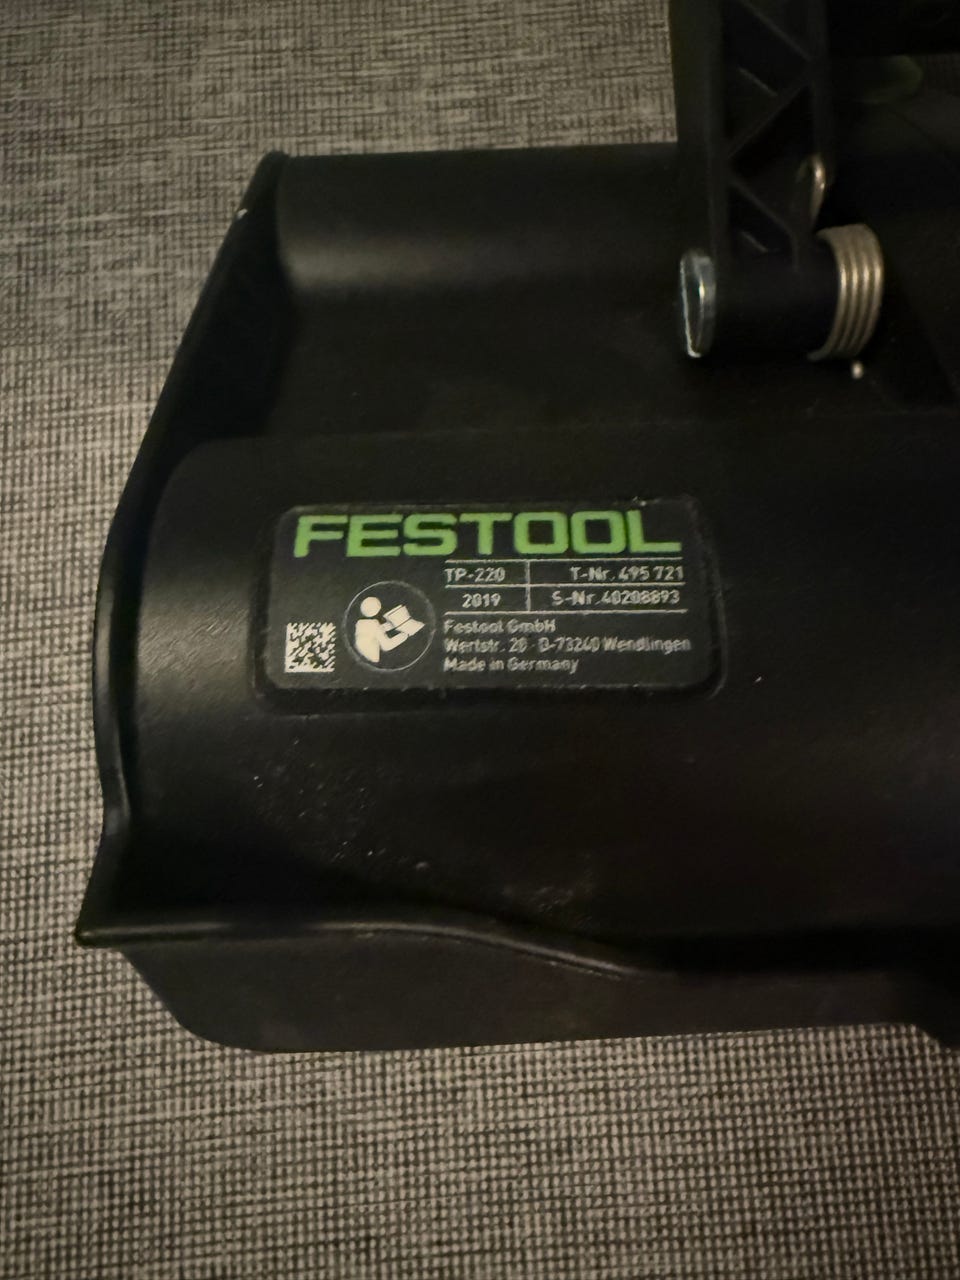 FESTOOL
TP-220 T-Nr. 495 721
2019 S-Nr. 40208893
Festool GmbH
Wertstr. 20 - D-73240 Wendlingen
Made in Germany